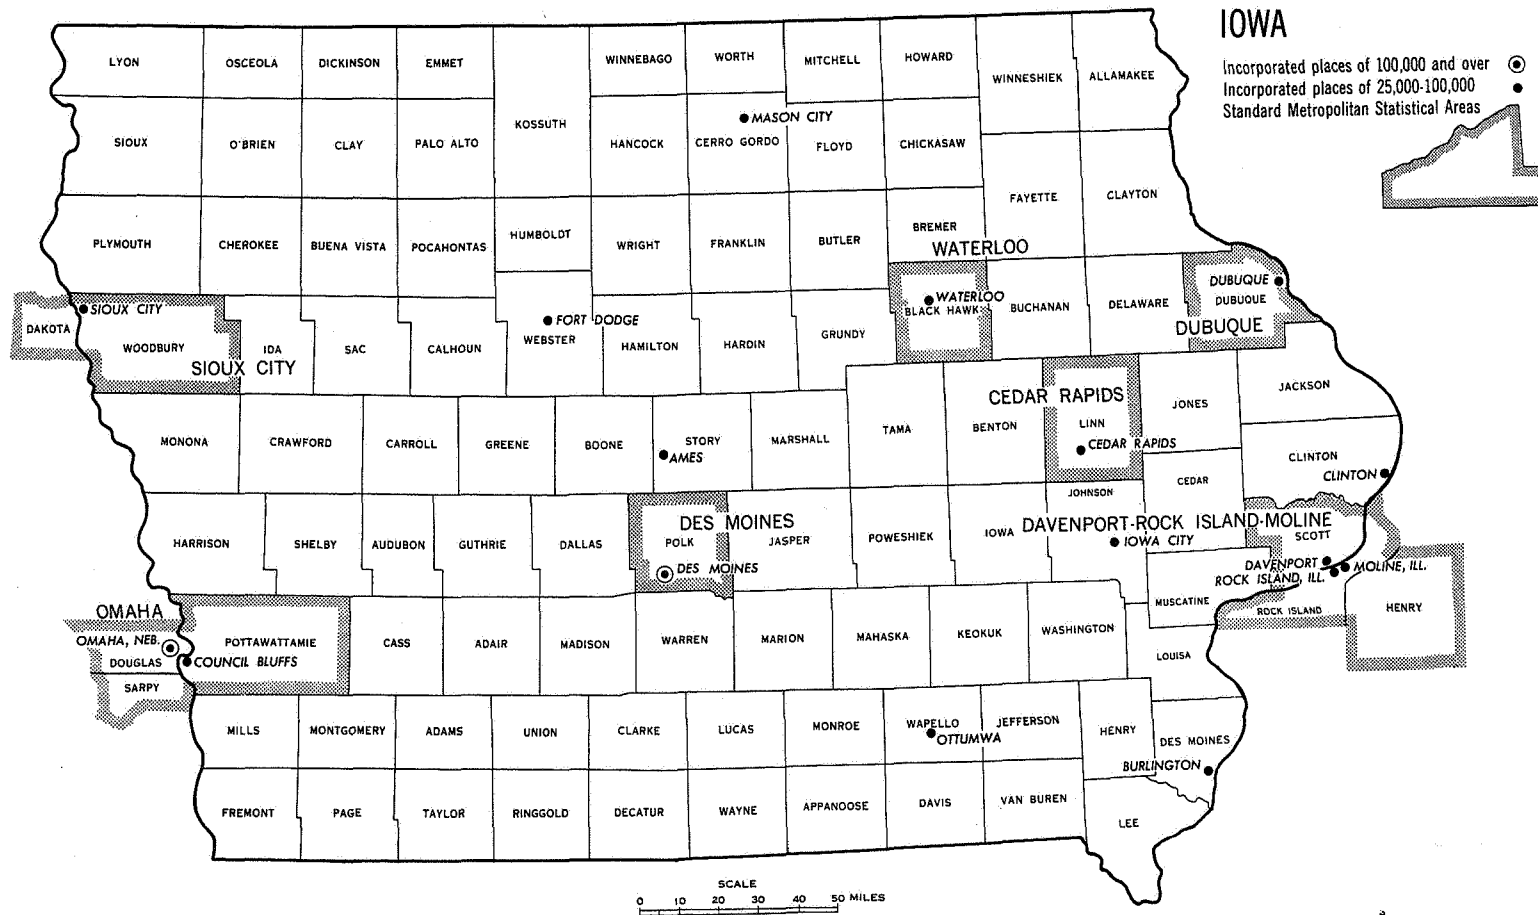 IOWA
Incorporated places of 100,000 and over
Incorporated places of 25,000-100,000
Standard Metropolitan Statistical Areas
LYON
OSCEOLA
DICKINSON
EMMET
WINNEBAGO
WORTH
MITCHELL
HOWARD
WINNESHIEK
ALLAMAKEE
KOSSUTH
MASON CITY
SIOUX
O'BRIEN
CLAY
PALO ALTO
HANCOCK
CERRO GORDO
FLOYD
CHICKASAW
FAYETTE
CLAYTON
PLYMOUTH
CHEROKEE
BUENA VISTA
POCAHONTAS
HUMBOLDT
WRIGHT
FRANKLIN
BUTLER
BREMER
WATERLOO
DAKOTA
SIOUX CITY
WOODBURY
SIOUX CITY
IDA
SAC
CALHOUN
FORT DODGE
WEBSTER
HAMILTON
HARDIN
GRUNDY
WATERLOO
BLACK HAWK
BUCHANAN
DELAWARE
DUBUQUE
DUBUQUE
DUBUQUE
MONONA
CRAWFORD
CARROLL
GREENE
BOONE
STORY
AMES
MARSHALL
TAMA
BENTON
CEDAR RAPIDS
LINN
CEDAR RAPIDS
JONES
JACKSON
CLINTON
CLINTON
CEDAR
JOHNSON
HARRISON
SHELBY
AUDUBON
GUTHRIE
DALLAS
DES MOINES
POLK
DES MOINES
JASPER
POWESHIEK
IOWA
DAVENPORT-ROCK ISLAND-MOLINE
IOWA CITY
SCOTT
DAVENPORT
ROCK ISLAND, ILL.
MOLINE, ILL.
MUSCATINE
ROCK ISLAND
HENRY
OMAHA
OMAHA, NEB.
DOUGLAS
SARPY
POTTAWATTAMIE
COUNCIL BLUFFS
CASS
ADAIR
MADISON
WARREN
MARION
MAHASKA
KEOKUK
WASHINGTON
LOUISA
MILLS
MONTGOMERY
ADAMS
UNION
CLARKE
LUCAS
MONROE
WAPELLO
OTTUMWA
JEFFERSON
HENRY
DES MOINES
BURLINGTON
FREMONT
PAGE
TAYLOR
RINGGOLD
DECATUR
WAYNE
APPANOOSE
DAVIS
VAN BUREN
LEE
SCALE
0 10 20 30 40 50 MILES